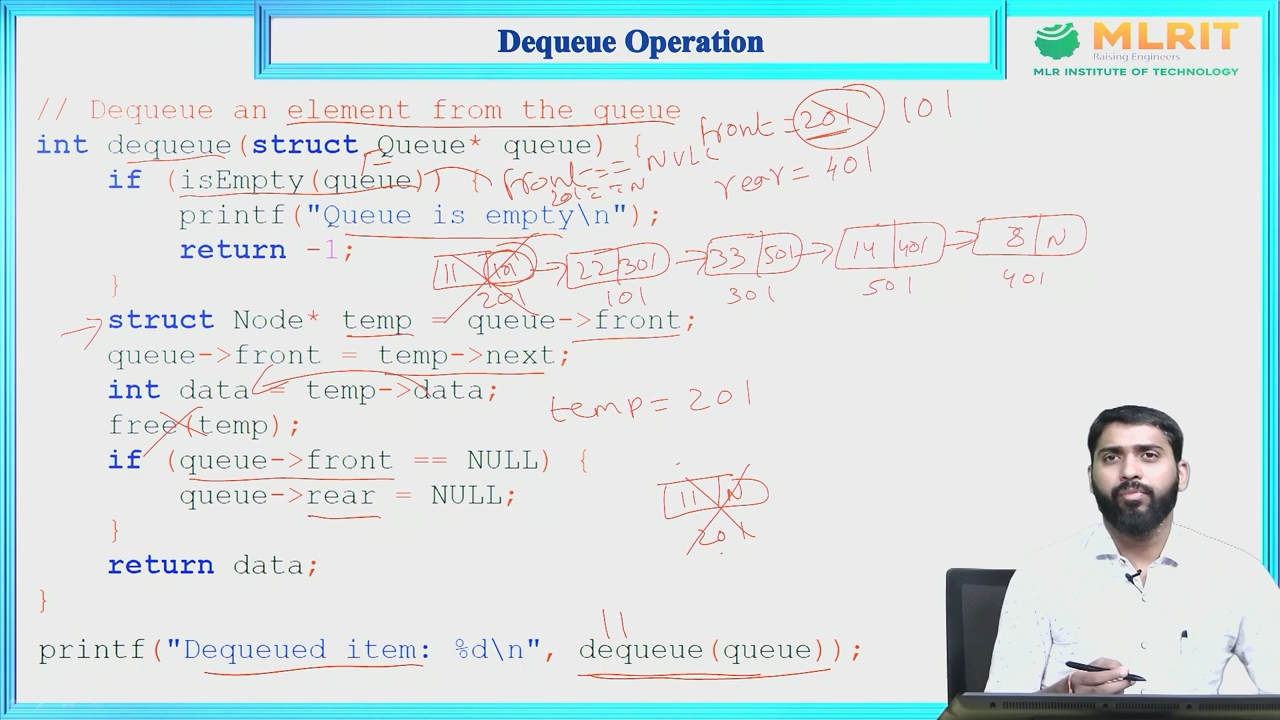 Dequeue Operation
MLRIT
Raising Engineers
MLR INSTITUTE OF TECHNOLOGY
// Dequeue an element from the queue
front = 201 101
int dequeue(struct Queue* queue) {
rear = 401
if (isEmpty(queue)) {
front == NULL
201 == N
printf("Queue is empty\n");
return -1;
11 101 → 22 301 → 33 501 → 14 401 → 8 N
201 101 301 501 401
}
struct Node* temp = queue->front;
queue->front = temp->next;
int data = temp->data;
temp = 201
free(temp);
if (queue->front == NULL) {
queue->rear = NULL;
11 N
201
}
return data;
}
11
printf("Dequeued item: %d\n", dequeue(queue));